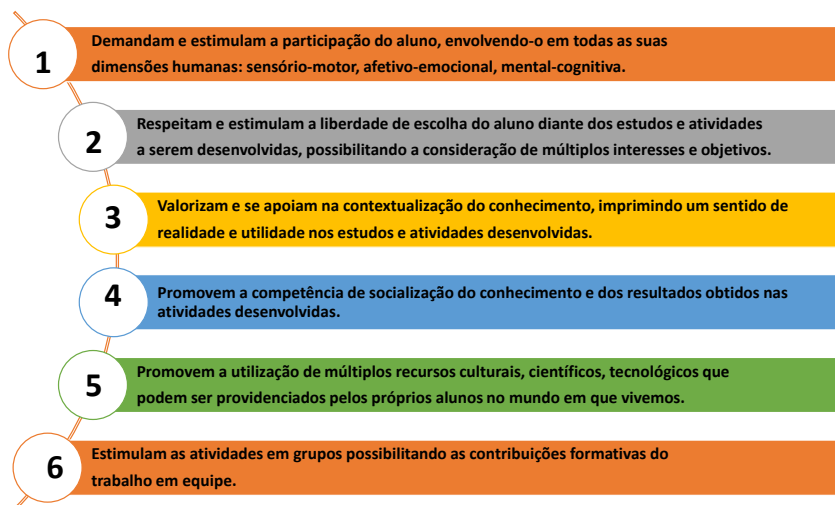 1
Demandam e estimulam a participação do aluno, envolvendo-o em todas as suas
dimensões humanas: sensório-motor, afetivo-emocional, mental-cognitiva.
2
Respeitam e estimulam a liberdade de escolha do aluno diante dos estudos e atividades
a serem desenvolvidas, possibilitando a consideração de múltiplos interesses e objetivos.
3
Valorizam e se apoiam na contextualização do conhecimento, imprimindo um sentido de
realidade e utilidade nos estudos e atividades desenvolvidas.
4
Promovem a competência de socialização do conhecimento e dos resultados obtidos nas
atividades desenvolvidas.
5
Promovem a utilização de múltiplos recursos culturais, científicos, tecnológicos que
podem ser providenciados pelos próprios alunos no mundo em que vivemos.
6
Estimulam as atividades em grupos possibilitando as contribuições formativas do
trabalho em equipe.